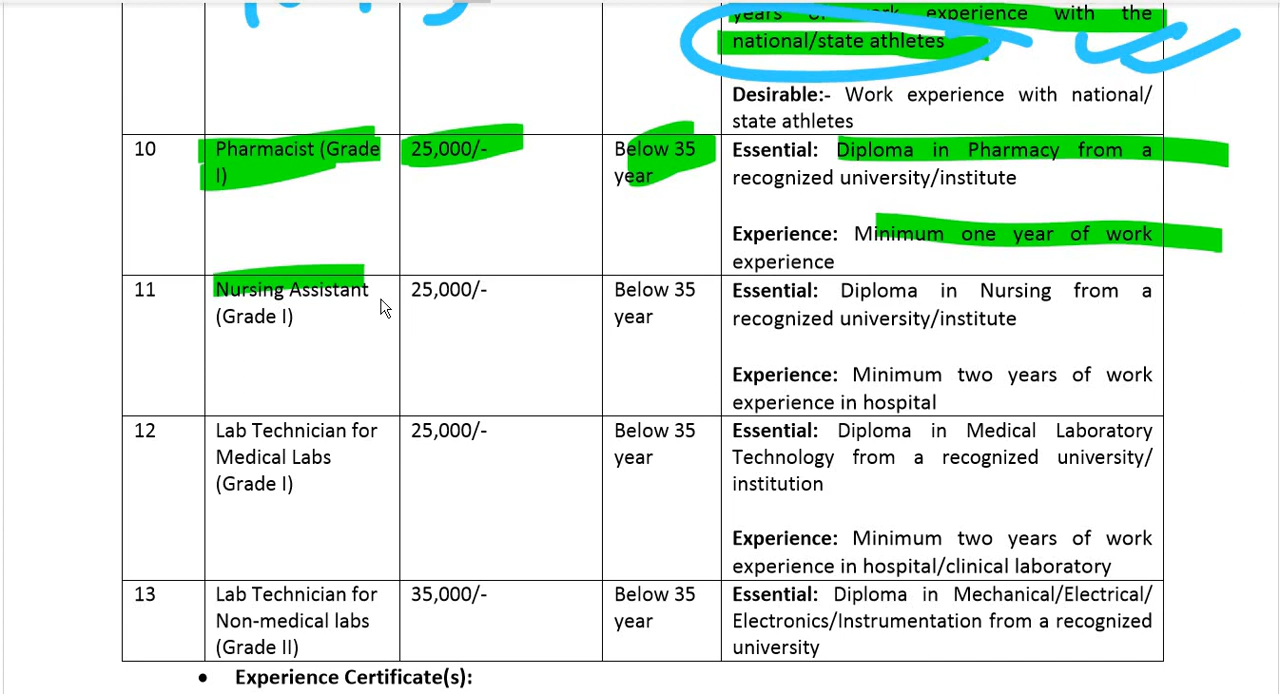 years of work experience with the
national/state athletes
Desirable:- Work experience with national/
state athletes
10 Pharmacist (Grade 25,000/- Below 35 Essential: Diploma in Pharmacy from a
I) year recognized university/institute
Experience: Minimum one year of work
experience
11 Nursing Assistant 25,000/- Below 35 Essential: Diploma in Nursing from a
(Grade I) year recognized university/institute
Experience: Minimum two years of work
experience in hospital
12 Lab Technician for 25,000/- Below 35 Essential: Diploma in Medical Laboratory
Medical Labs year Technology from a recognized university/
(Grade I) institution
Experience: Minimum two years of work
experience in hospital/clinical laboratory
13 Lab Technician for 35,000/- Below 35 Essential: Diploma in Mechanical/Electrical/
Non-medical labs year Electronics/Instrumentation from a recognized
(Grade II) university
• Experience Certificate(s):